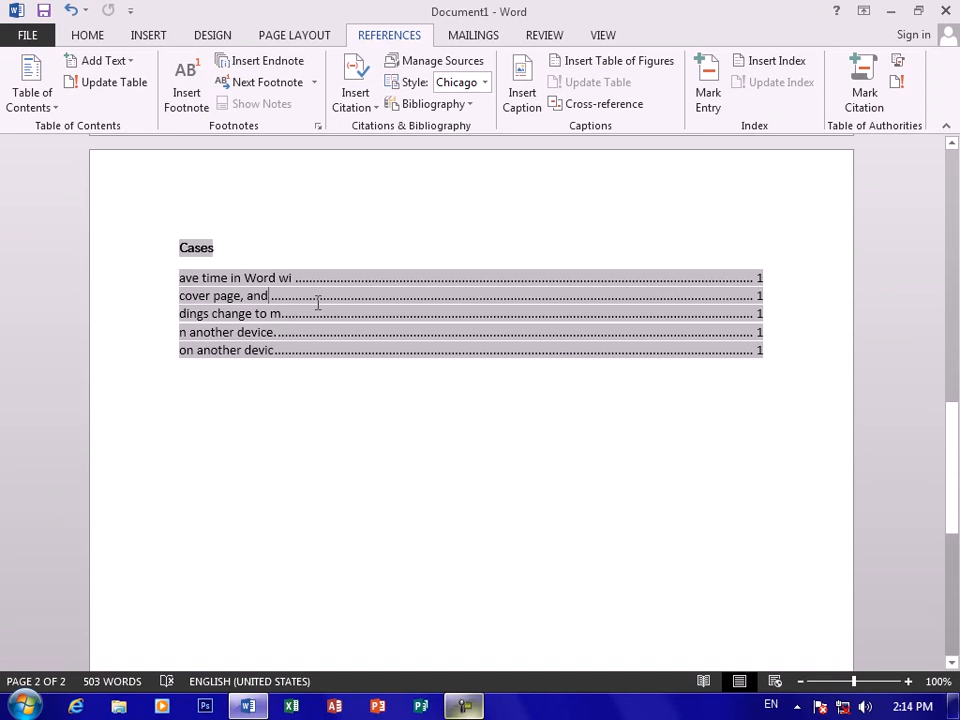 Document1 - Word
Sign in
FILE HOME INSERT DESIGN PAGE LAYOUT REFERENCES MAILINGS REVIEW VIEW
Table of Contents
Add Text
Update Table
Table of Contents
AB1
Insert Footnote
Insert Endnote
AB1 Next Footnote
Show Notes
Footnotes
Insert Citation
Manage Sources
Style: Chicago
Bibliography
Citations & Bibliography
Insert Caption
Insert Table of Figures
Update Table
Cross-reference
Captions
Mark Entry
Insert Index
Update Index
Index
Mark Citation
Table of Authorities
Cases
ave time in Word wi ........................................ 1
cover page, and ........................................ 1
dings change to m........................................ 1
n another device......................................... 1
on another devic........................................ 1
PAGE 2 OF 2 503 WORDS ENGLISH (UNITED STATES) 100%
EN 2:14 PM